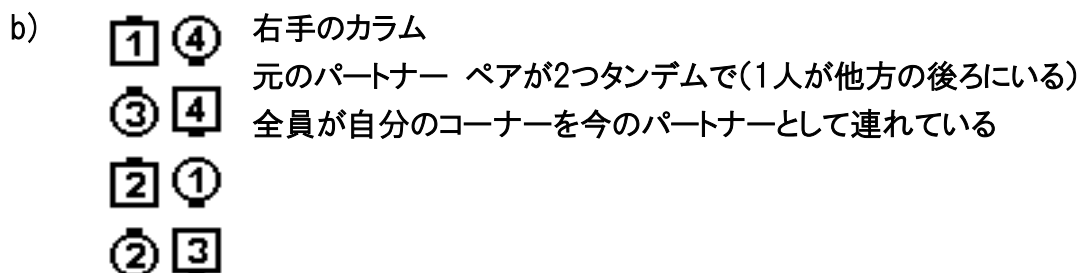 b)
1 4 右手のカラム
元のパートナー ペアが2つタンデムで(1人が他方の後ろにいる)
3 4 全員が自分のコーナーを今のパートナーとして連れている
2 1
2 3